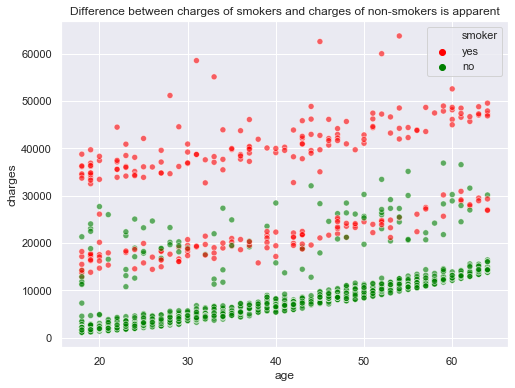 Difference between charges of smokers and charges of non-smokers is apparent
smoker
yes
no
60000
50000
40000
30000
20000
10000
0
charges
20 30 40 50 60
age